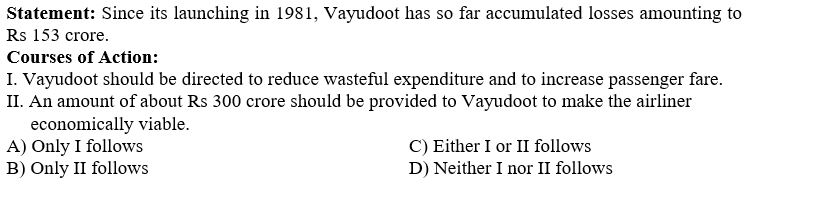 Statement: Since its launching in 1981, Vayudoot has so far accumulated losses amounting to
Rs 153 crore.
Courses of Action:
I. Vayudoot should be directed to reduce wasteful expenditure and to increase passenger fare.
II. An amount of about Rs 300 crore should be provided to Vayudoot to make the airliner
economically viable.
A) Only I follows C) Either I or II follows
B) Only II follows D) Neither I nor II follows